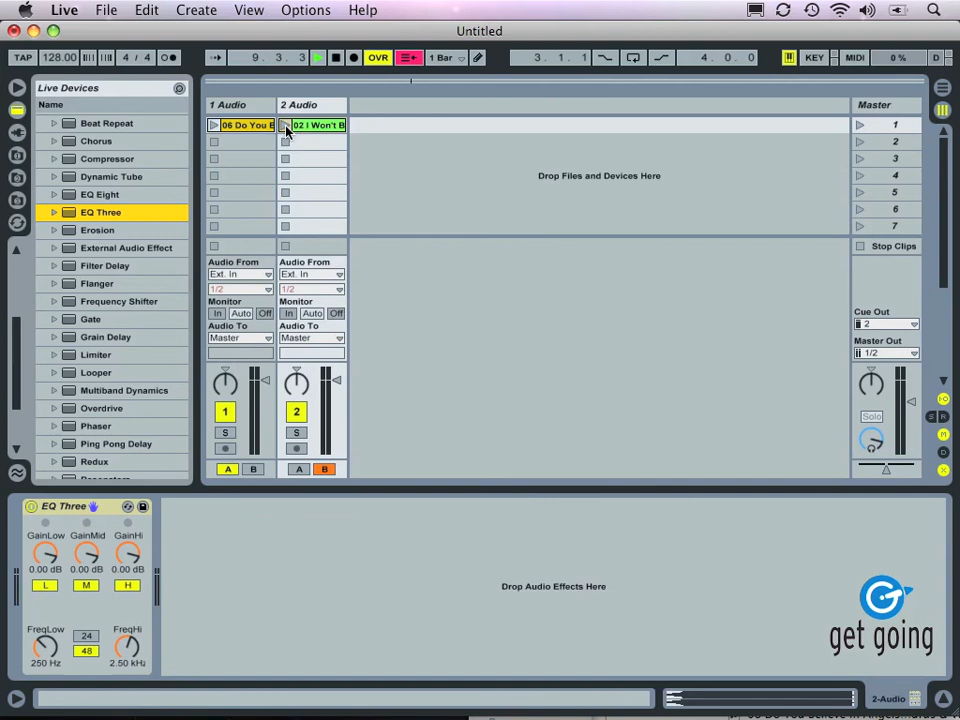 Live File Edit Create View Options Help
Untitled
TAP 128.00 4 / 4 9. 3. 3 OVR 1 Bar 3. 1. 1 4. 0. 0 KEY MIDI 0 % D
Live Devices
Name
Beat Repeat
Chorus
Compressor
Dynamic Tube
EQ Eight
EQ Three
Erosion
External Audio Effect
Filter Delay
Flanger
Frequency Shifter
Gate
Grain Delay
Limiter
Looper
Multiband Dynamics
Overdrive
Phaser
Ping Pong Delay
Redux
1 Audio 2 Audio Master
06 Do You E 02 I Won't B 1
2
3
Drop Files and Devices Here
4
5
6
7
Stop Clips
Audio From Audio From
Ext. In Ext. In
1/2 1/2
Monitor Monitor
In Auto Off In Auto Off
Audio To Audio To
Master Master
Cue Out
2
Master Out
1/2
1 2 Solo
S S
A B A B
S R
M
D
X
EQ Three
GainLow GainMid GainHi
0.00 dB 0.00 dB 0.00 dB
L M H
FreqLow 24 FreqHi
250 Hz 48 2.50 kHz
Drop Audio Effects Here
get going
2-Audio